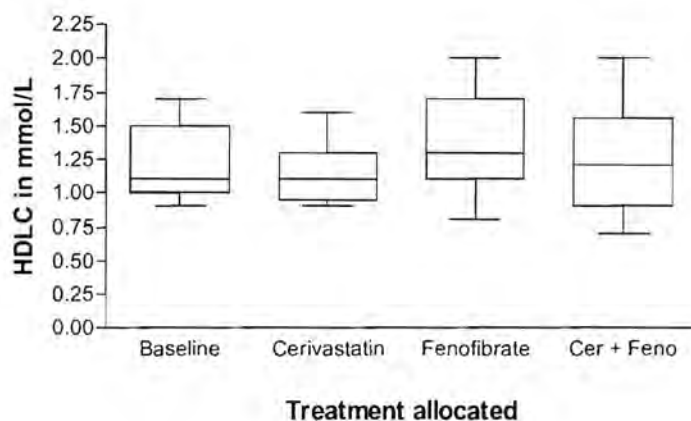 HDLC in mmol/L
2.25
2.00
1.75
1.50
1.25
1.00
0.75
0.50
0.25
0.00
Baseline
Cerivastatin
Fenofibrate
Cer + Feno
Treatment allocated